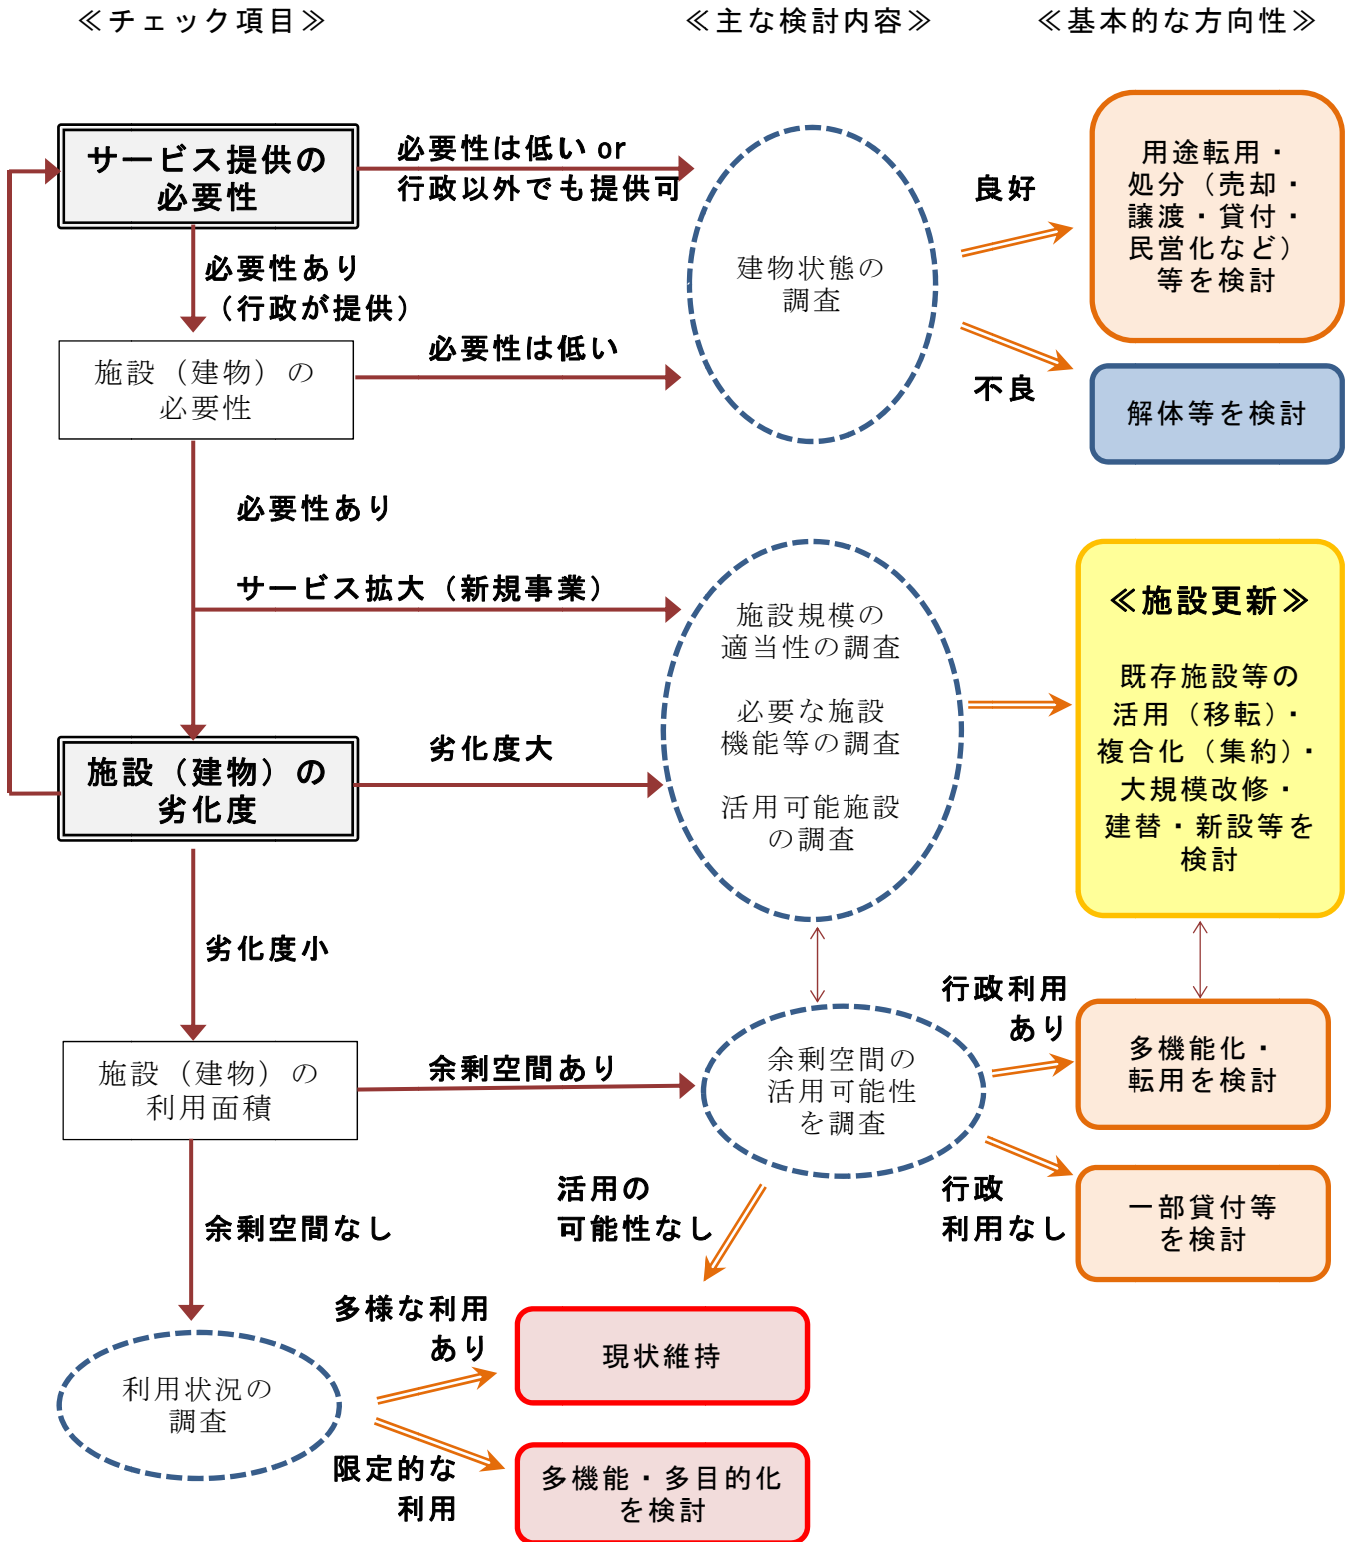 ≪チェック項目≫
≪主な検討内容≫
≪基本的な方向性≫
サービス提供の
必要性
必要性は低い or
行政以外でも提供可
建物状態の
調査
良好
用途転用・
処分（売却・
譲渡・貸付・
民営化など）
等を検討
必要性あり
（行政が提供）
施設（建物）の
必要性
必要性は低い
不良
解体等を検討
必要性あり
サービス拡大（新規事業）
施設規模の
適当性の調査
必要な施設
機能等の調査
活用可能施設
の調査
≪施設更新≫
既存施設等の
活用（移転）・
複合化（集約）・
大規模改修・
建替・新設等を
検討
施設（建物）の
劣化度
劣化度大
劣化度小
施設（建物）の
利用面積
余剰空間あり
余剰空間の
活用可能性
を調査
行政利用
あり
多機能化・
転用を検討
行政
利用なし
一部貸付等
を検討
活用の
可能性なし
余剰空間なし
利用状況の
調査
多様な利用
あり
現状維持
限定的な
利用
多機能・多目的化
を検討